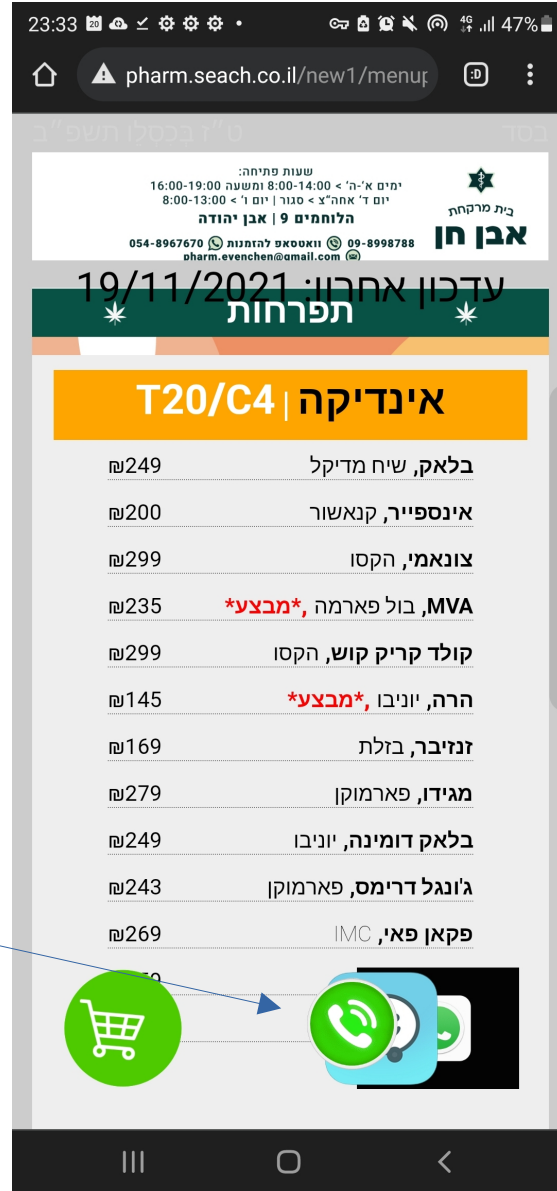 23:33
47%
4G
20
pharm.seach.co.il/new1/menup
:D
בסד
ט״ז בכסלֵו תשפ״ב
שעות פתיחה:
ימים א'-ה' > 8:00-14:00 ומשעה 16:00-19:00
יום ד' אחה"צ > סגור | יום ו' > 8:00-13:00
הלוחמים 9 | אבן יהודה
09-8998788 וואטסאפ להזמנות 054-8967670
pharm.evenchen@gmail.com
בית מרקחת
אבן חן
עדכון אחרון: 19/11/2021
תפרחות
אינדיקה | T20/C4
בלאק, שיח מדיקל ₪249
אינספייר, קנאשור ₪200
צונאמי, הקסו ₪299
MVA, בול פארמה ,*מבצע* ₪235
קולד קריק קוש, הקסו ₪299
הרה, יוניבו ,*מבצע* ₪145
זנזיבר, בזלת ₪169
מגידו, פארמוקן ₪279
בלאק דומינה, יוניבו ₪249
ג'ונגל דרימס, פארמוקן ₪243
פקאן פאי, IMC ₪269